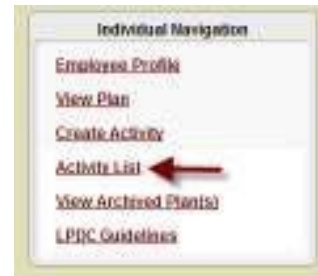 Individual Navigation
Employee Profile
View Plan
Create Activity
Activity List
View Archived Plan(s)
LPDC Guidelines